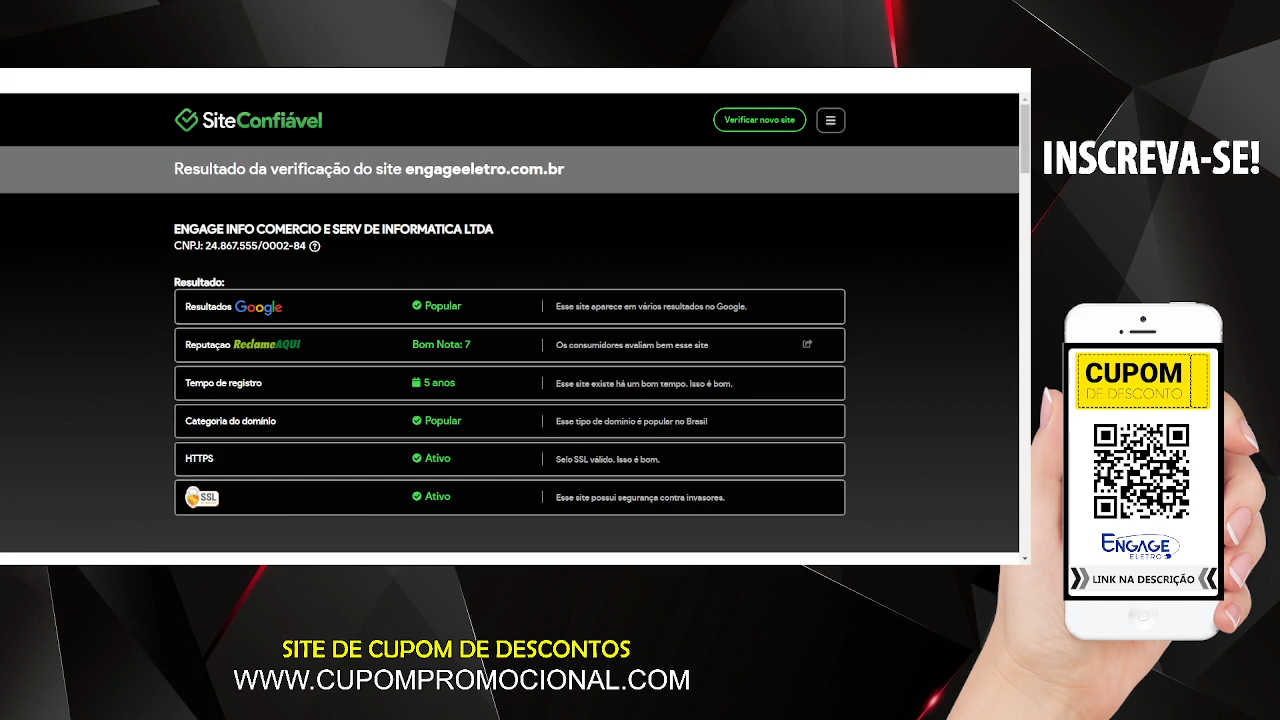 SiteConfiável
Verificar novo site
Resultado da verificação do site engageeletro.com.br
ENGAGE INFO COMERCIO E SERV DE INFORMATICA LTDA
CNPJ: 24.867.555/0002-84 ?
Resultado:
Resultados Google Popular Esse site aparece em vários resultados no Google.
Reputaçao ReclameAQUI Bom Nota: 7 Os consumidores avaliam bem esse site
Tempo de registro 5 anos Esse site existe há um bom tempo. Isso é bom.
Categoria do domínio Popular Esse tipo de domínio é popular no Brasil
HTTPS Ativo Selo SSL válido. Isso é bom.
SSL Ativo Esse site possui segurança contra invasores.
INSCREVA-SE!
CUPOM
DE DESCONTO
ENGAGE
ELETRO
LINK NA DESCRIÇÃO
SITE DE CUPOM DE DESCONTOS
WWW.CUPOMPROMOCIONAL.COM